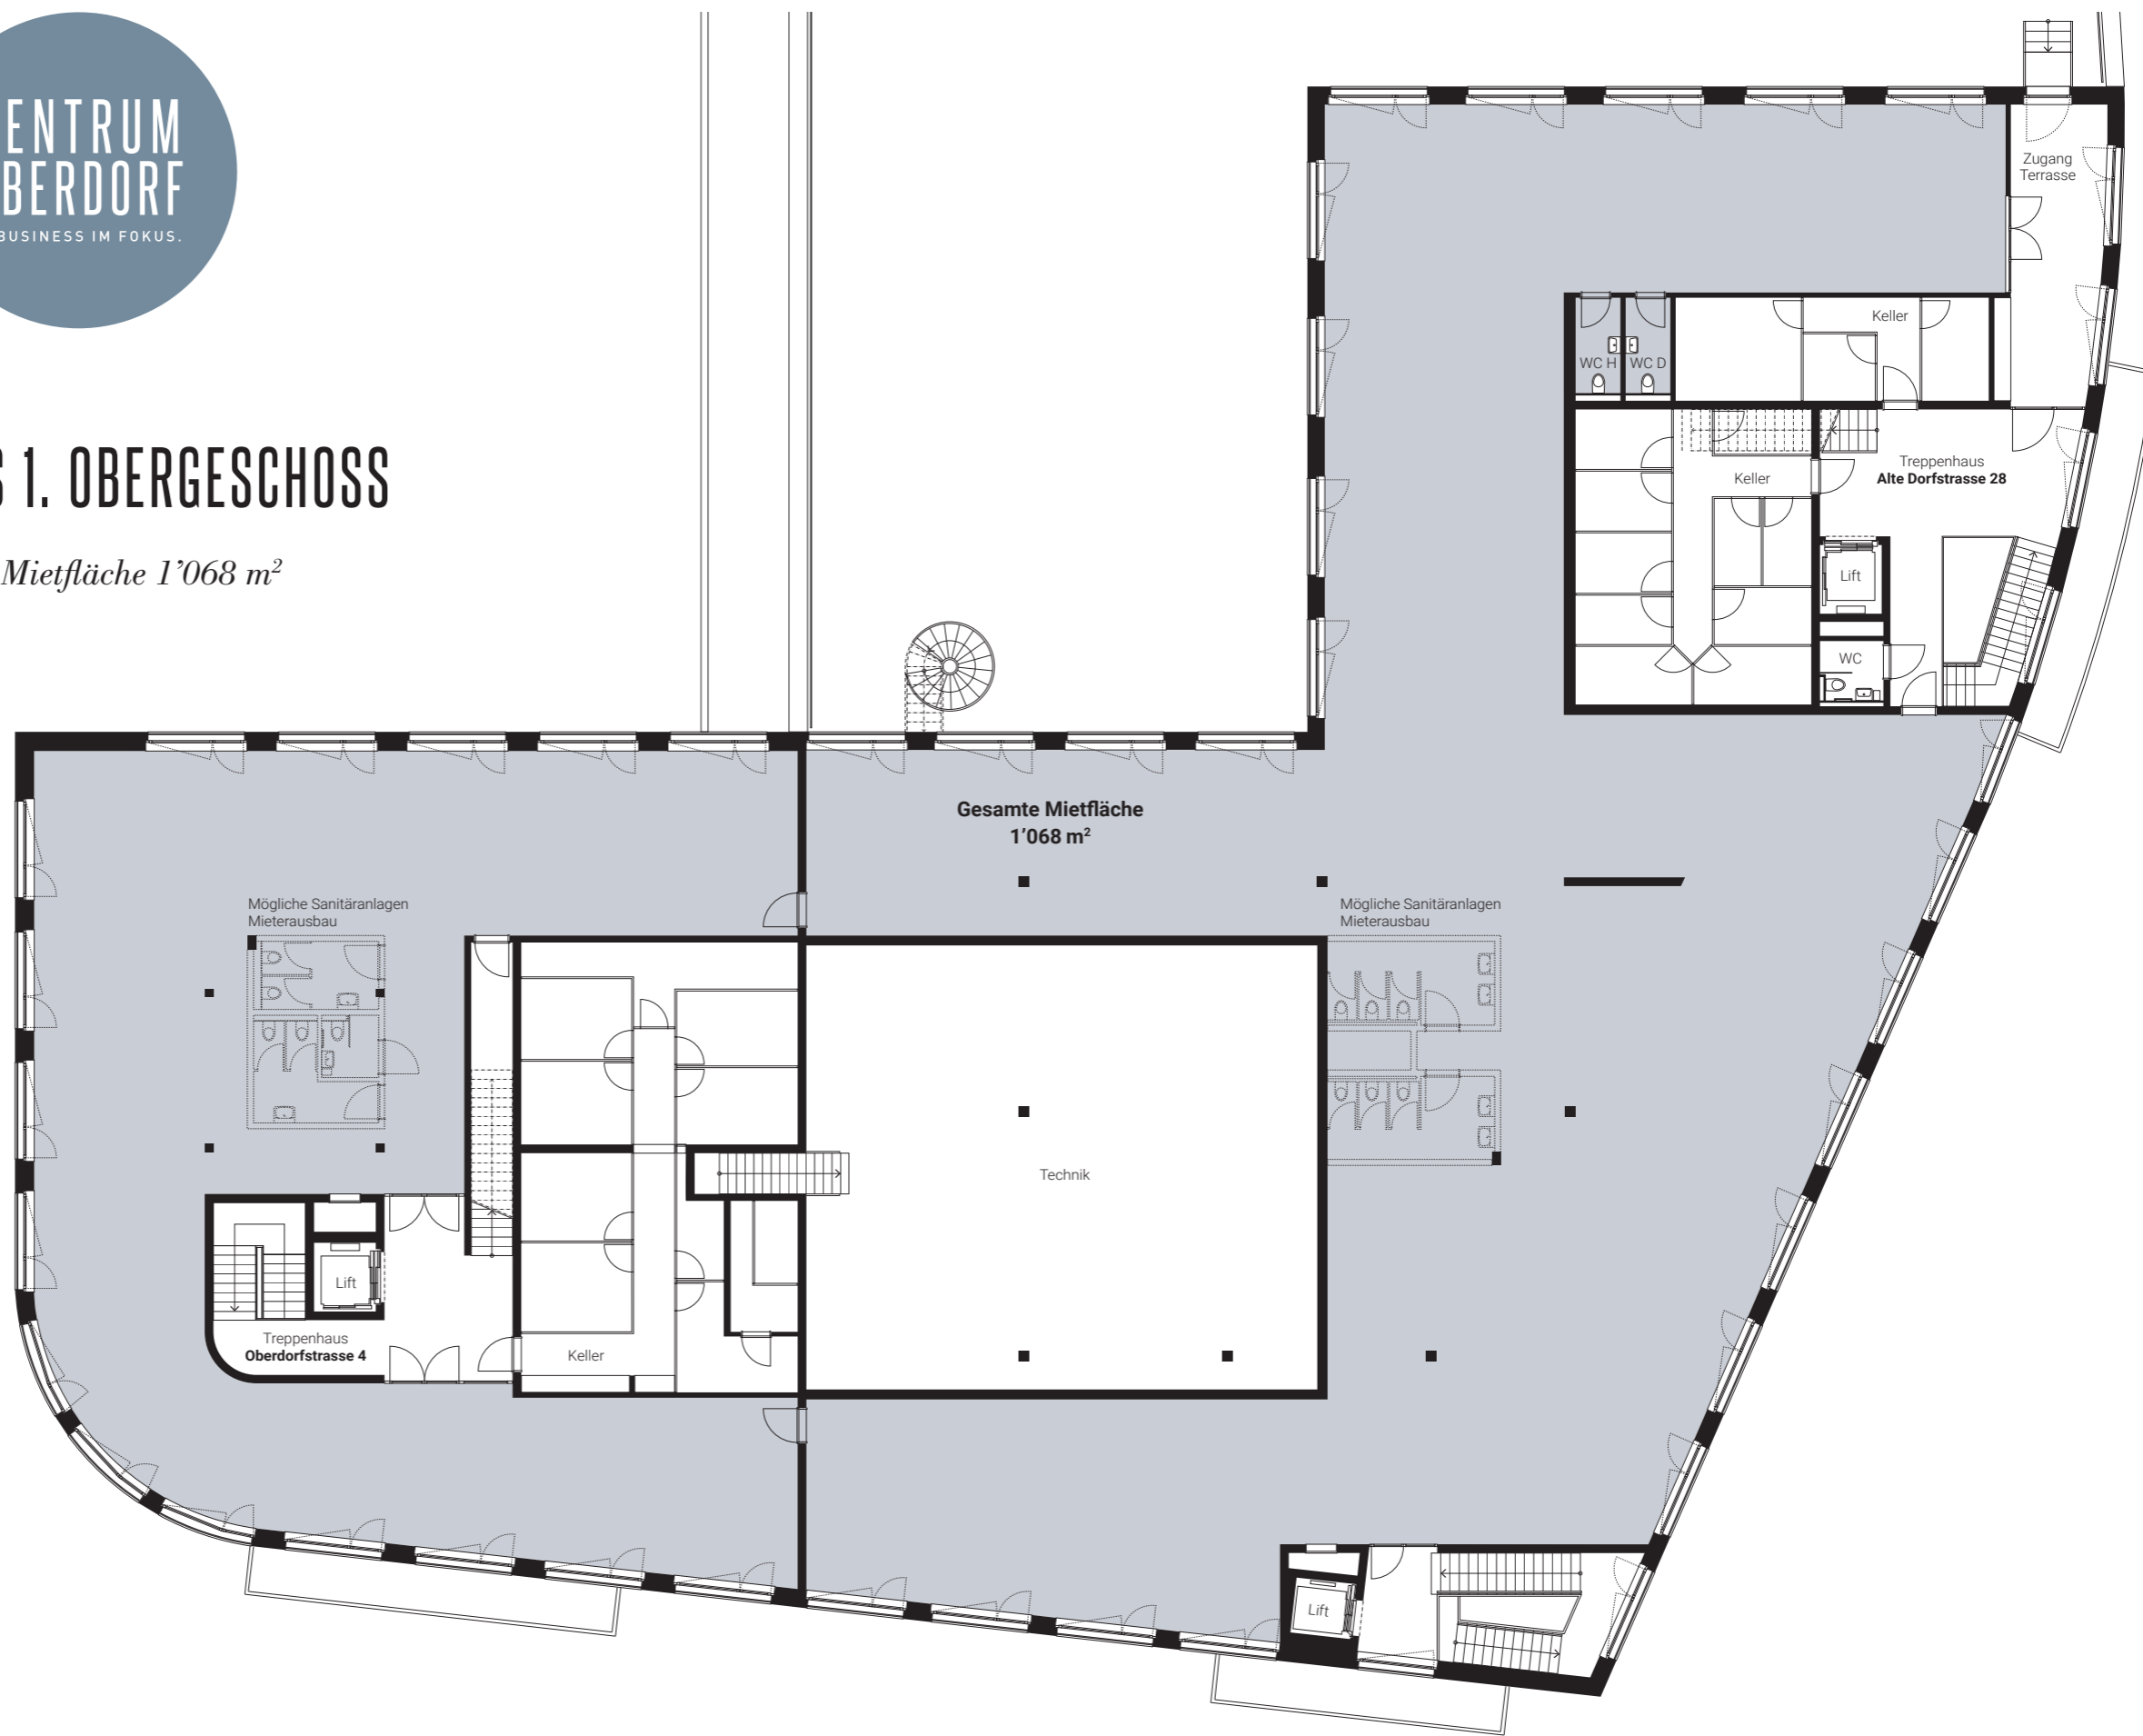 ENTRUM
BERDORF
BUSINESS IM FOKUS.
S 1. OBERGESCHOSS
Mietfläche 1’068 m²
Zugang
Terrasse
Keller
WC H
WC D
Keller
Treppenhaus
Alte Dorfstrasse 28
Lift
WC
Gesamte Mietfläche
1’068 m²
Mögliche Sanitäranlagen
Mieterausbau
Mögliche Sanitäranlagen
Mieterausbau
Technik
Lift
Treppenhaus
Oberdorfstrasse 4
Keller
Lift